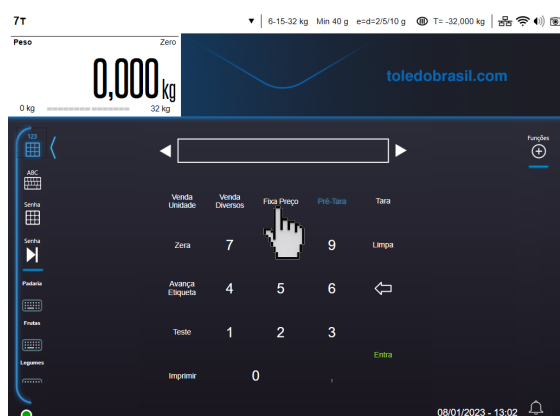 7T
▼ 6-15-32 kg Min 40 g e=d=2/5/10 g Ⅲ T= -32,000 kg
Peso Zero
0,000 kg
0 kg 32 kg
toledobrasil.com
123
ABC
Senha
Senha
Padaria
Frutas
Legumes
Funções
Venda Unidade Venda Diversos Fixa Preço Pré-Tara Tara
Zera 7 9 Limpa
Avança Etiqueta 4 5 6
Teste 1 2 3
Entra
Imprimir 0 ,
08/01/2023 - 13:02